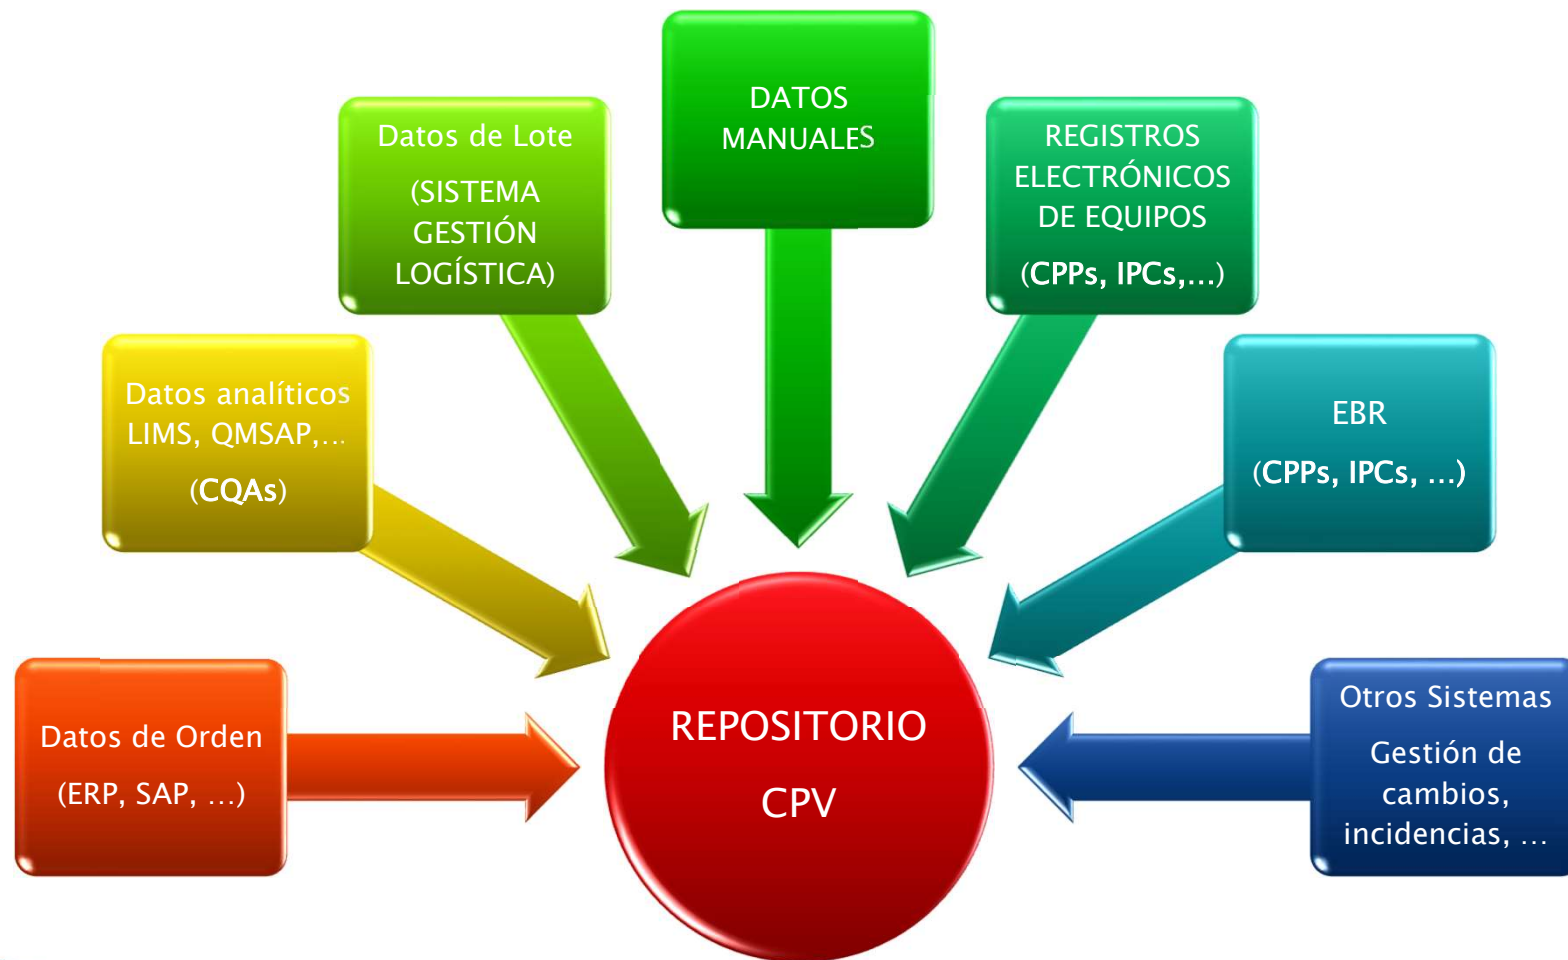 DATOS
MANUALES
Datos de Lote
(SISTEMA
GESTIÓN
LOGÍSTICA)
REGISTROS
ELECTRÓNICOS
DE EQUIPOS
(CPPs, IPCs,...)
Datos analíticos
LIMS, QMSAP,...
(CQAs)
EBR
(CPPs, IPCs, ...)
Datos de Orden
(ERP, SAP, ...)
REPOSITORIO
CPV
Otros Sistemas
Gestión de
cambios,
incidencias, ...